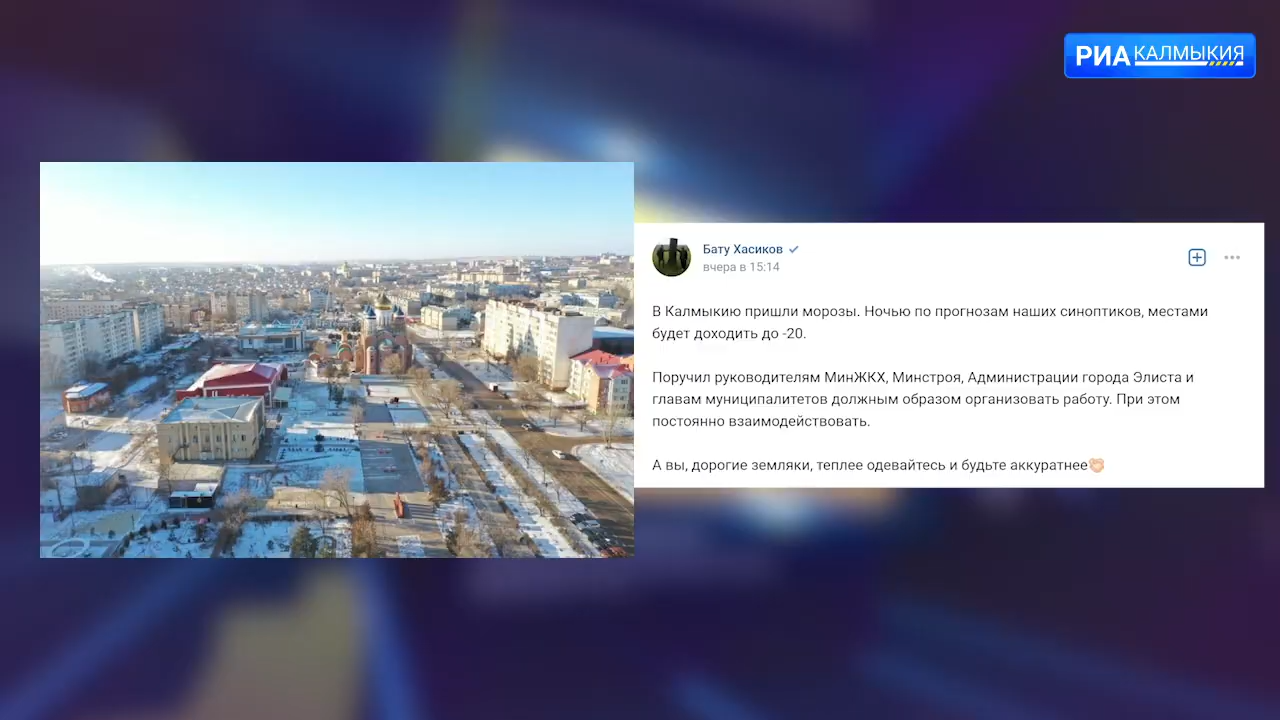 РИА КАЛМЫКИЯ
Бату Хасиков
вчера в 15:14
В Калмыкию пришли морозы. Ночью по прогнозам наших синоптиков, местами
будет доходить до -20.
Поручил руководителям МинЖКХ, Минстроя, Администрации города Элиста и
главам муниципалитетов должным образом организовать работу. При этом
постоянно взаимодействовать.
А вы, дорогие земляки, теплее одевайтесь и будьте аккуратнее